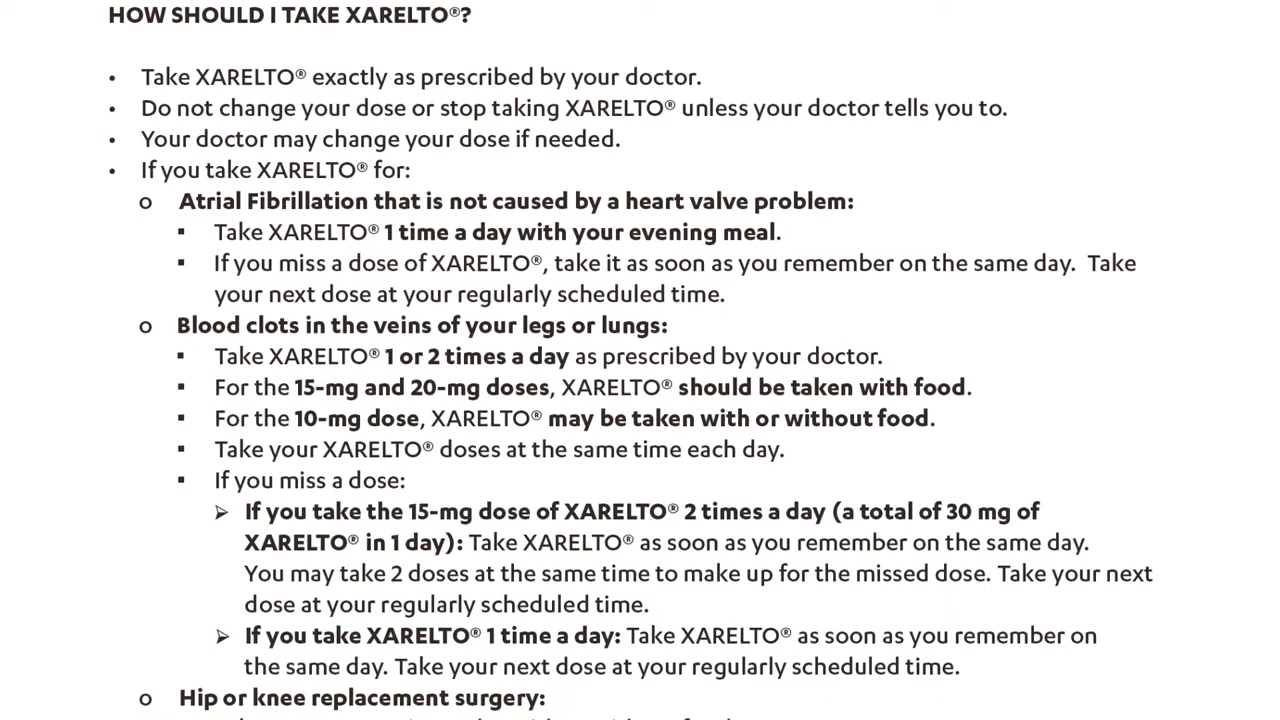 HOW SHOULD I TAKE XARELTO®?
• Take XARELTO® exactly as prescribed by your doctor.
• Do not change your dose or stop taking XARELTO® unless your doctor tells you to.
• Your doctor may change your dose if needed.
• If you take XARELTO® for:
o Atrial Fibrillation that is not caused by a heart valve problem:
▪ Take XARELTO® 1 time a day with your evening meal.
▪ If you miss a dose of XARELTO®, take it as soon as you remember on the same day. Take
your next dose at your regularly scheduled time.
o Blood clots in the veins of your legs or lungs:
▪ Take XARELTO® 1 or 2 times a day as prescribed by your doctor.
▪ For the 15-mg and 20-mg doses, XARELTO® should be taken with food.
▪ For the 10-mg dose, XARELTO® may be taken with or without food.
▪ Take your XARELTO® doses at the same time each day.
▪ If you miss a dose:
➢ If you take the 15-mg dose of XARELTO® 2 times a day (a total of 30 mg of
XARELTO® in 1 day): Take XARELTO® as soon as you remember on the same day.
You may take 2 doses at the same time to make up for the missed dose. Take your next
dose at your regularly scheduled time.
➢ If you take XARELTO® 1 time a day: Take XARELTO® as soon as you remember on
the same day. Take your next dose at your regularly scheduled time.
o Hip or knee replacement surgery: